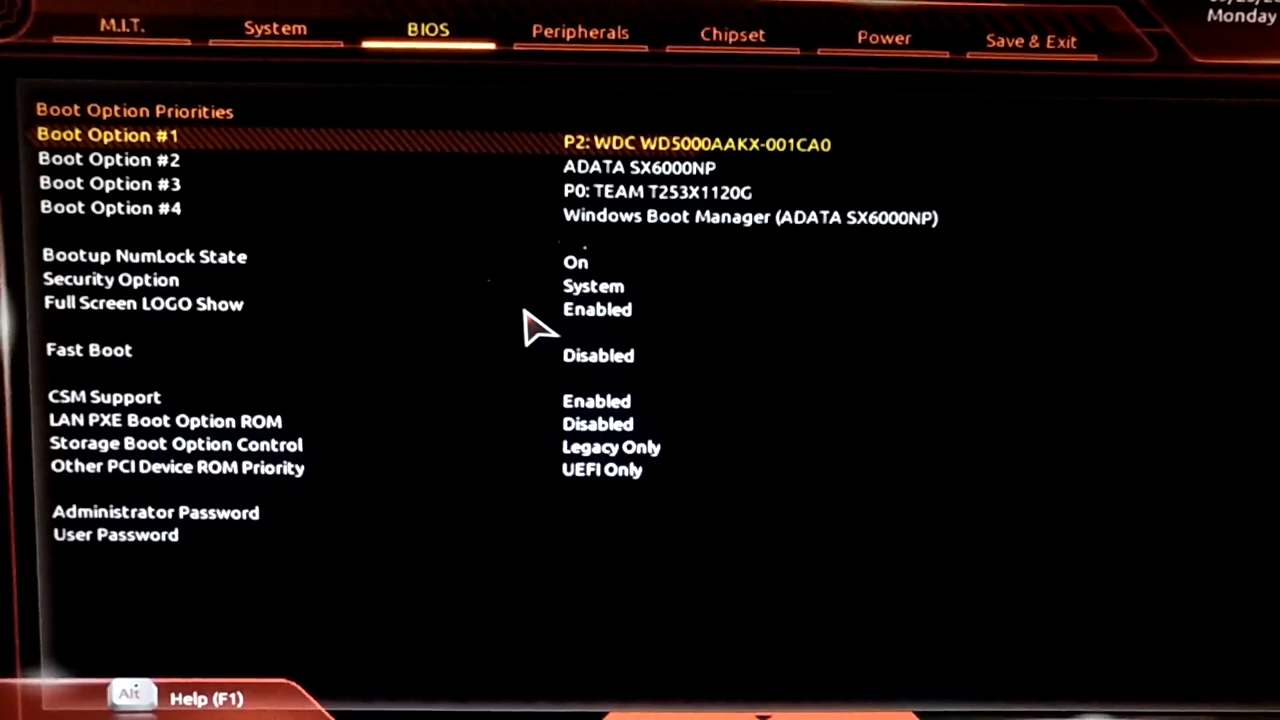 M.I.T. System BIOS Peripherals Chipset Power Save & Exit Monday
Boot Option Priorities
Boot Option #1 P2: WDC WD5000AAKX-001CA0
Boot Option #2 ADATA SX6000NP
Boot Option #3 P0: TEAM T253X1120G
Boot Option #4 Windows Boot Manager (ADATA SX6000NP)
Bootup NumLock State On
Security Option System
Full Screen LOGO Show Enabled
Fast Boot Disabled
CSM Support Enabled
LAN PXE Boot Option ROM Disabled
Storage Boot Option Control Legacy Only
Other PCI Device ROM Priority UEFI Only
Administrator Password
User Password
Alt Help (F1)